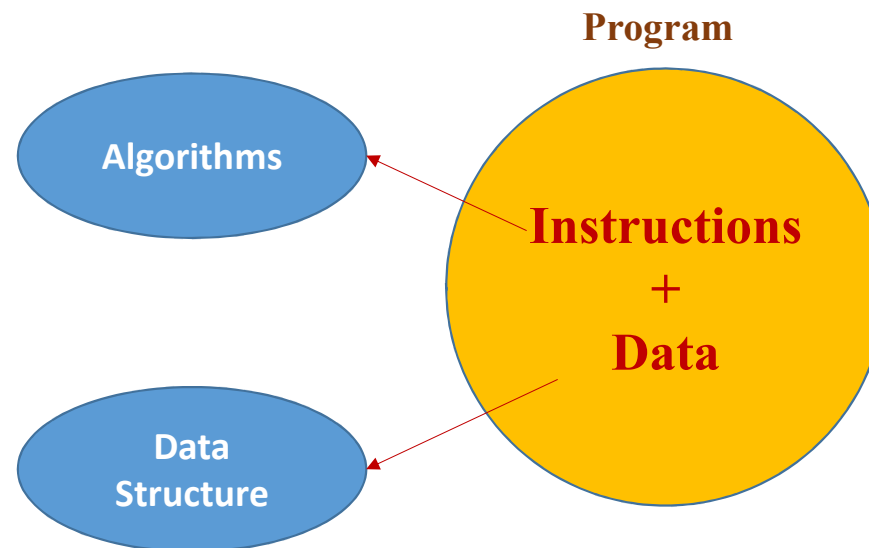 Program
Algorithms
Instructions
+
Data
Data
Structure